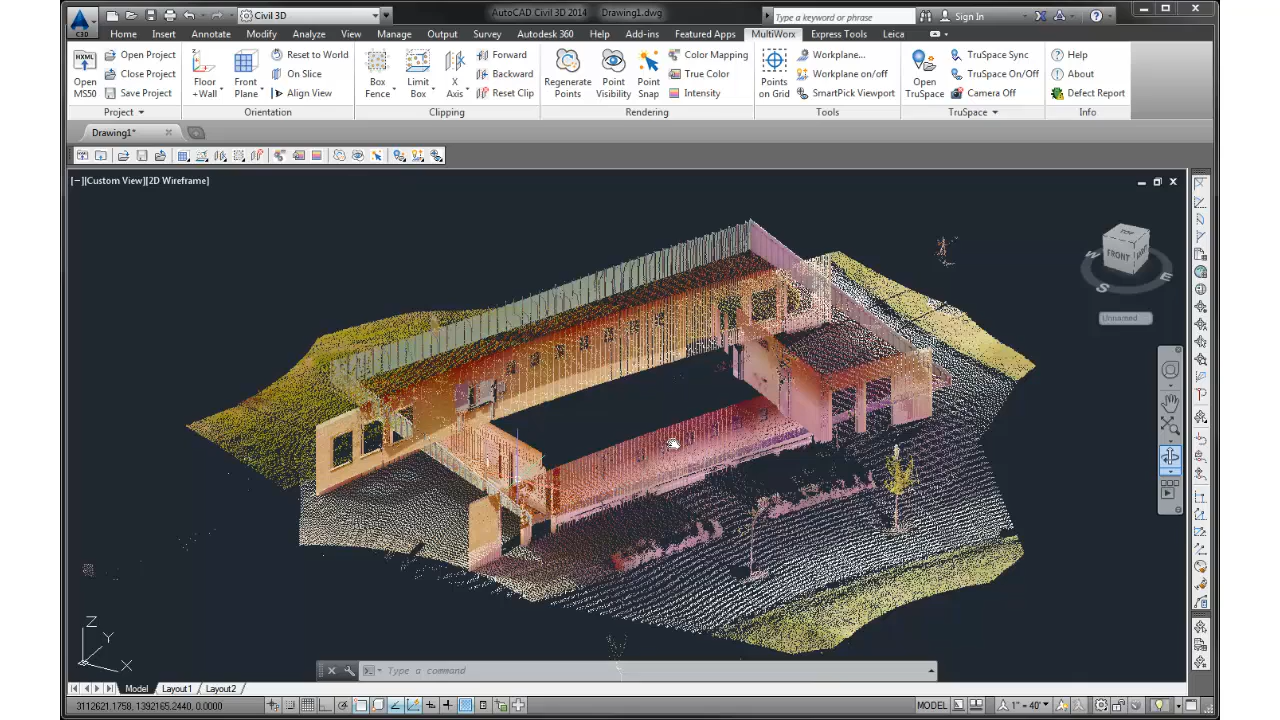 Civil 3D
AutoCAD Civil 3D 2014
Drawing1.dwg
Type a keyword or phrase
Sign In
C3D
Home
Insert
Annotate
Modify
Analyze
View
Manage
Output
Survey
Autodesk 360
Help
Add-ins
Featured Apps
MultiWorx
Express Tools
Leica
HXML
Open
MS50
Open Project
Close Project
Save Project
Project
Floor
+Wall
Front
Plane
Reset to World
On Slice
Align View
Orientation
Box
Fence
Limit
Box
X
Axis
Forward
Backward
Reset Clip
Clipping
Regenerate
Points
Point
Visibility
Point
Snap
Color Mapping
True Color
Intensity
Rendering
Points
on Grid
Workplane...
Workplane on/off
SmartPick Viewport
Tools
Open
TruSpace
TruSpace Sync
TruSpace On/Off
Camera Off
TruSpace
Help
About
Defect Report
Info
Drawing1*
[−][Custom View][2D Wireframe]
TOP
FRONT
W
S
E
Unnamed
Z
Y
X
Type a command
Model
Layout1
Layout2
3112621.1758, 1392165.2440, 0.0000
MODEL
1" = 40'